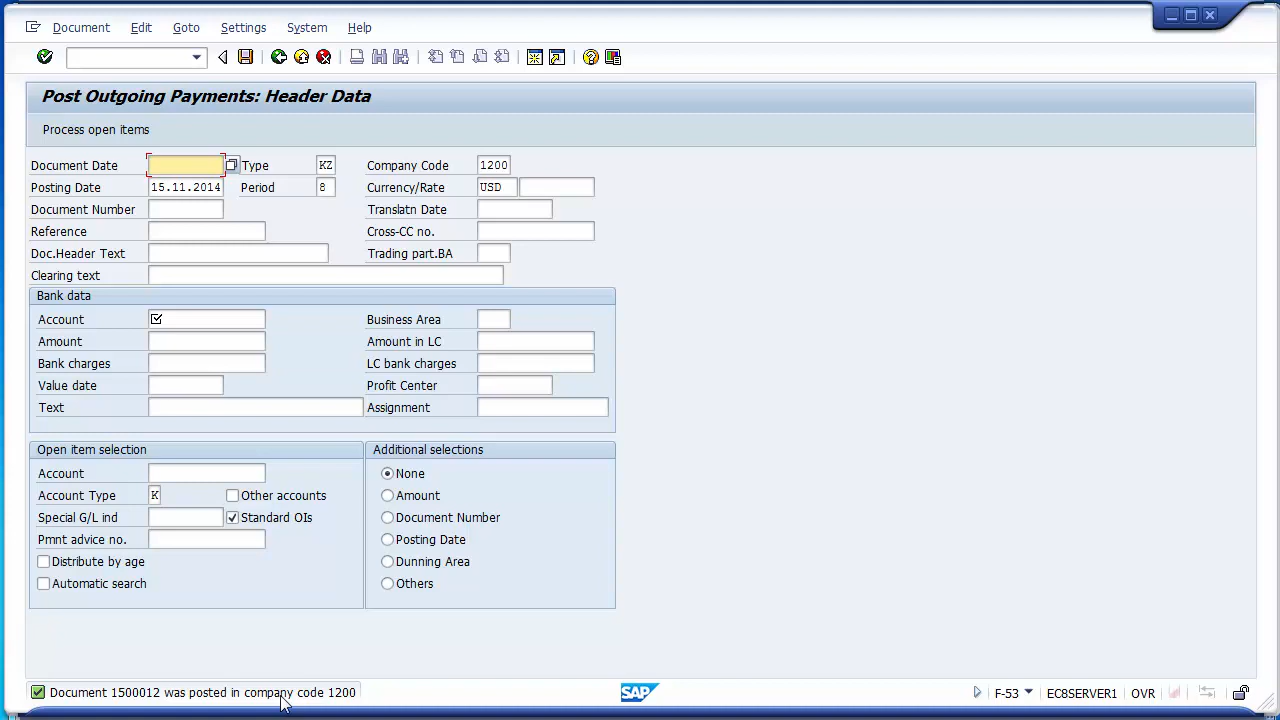 Document Edit Goto Settings System Help
Post Outgoing Payments: Header Data
Process open items
Document Date Type KZ Company Code 1200
Posting Date 15.11.2014 Period 8 Currency/Rate USD
Document Number Translatn Date
Reference Cross-CC no.
Doc.Header Text Trading part.BA
Clearing text
Bank data
Account Business Area
Amount Amount in LC
Bank charges LC bank charges
Value date Profit Center
Text Assignment
Open item selection
Account
Account Type K Other accounts
Special G/L ind Standard OIs
Pmnt advice no.
Distribute by age
Automatic search
Additional selections
None
Amount
Document Number
Posting Date
Dunning Area
Others
Document 1500012 was posted in company code 1200 SAP F-53 ECC6SERVER1 OVR